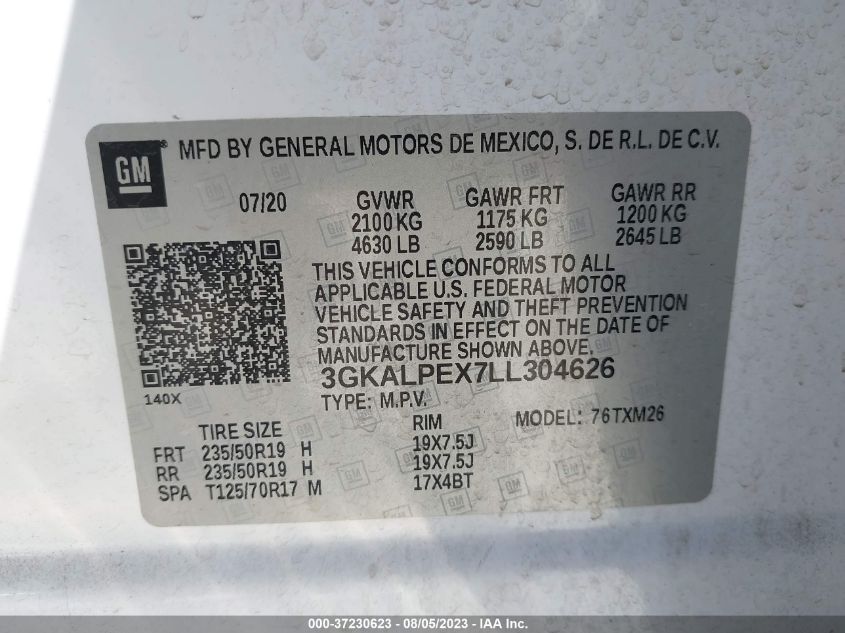 GM MFD BY GENERAL MOTORS DE MEXICO, S. DE R.L. DE C.V.
07/20 GVWR GAWR FRT GAWR RR
2100 KG 1175 KG 1200 KG
4630 LB 2590 LB 2645 LB
THIS VEHICLE CONFORMS TO ALL
APPLICABLE U.S. FEDERAL MOTOR
VEHICLE SAFETY AND THEFT PREVENTION
STANDARDS IN EFFECT ON THE DATE OF
MANUFACTURE SHOWN ABOVE.
3GKALPEX7LL304626
140X
TYPE: M.P.V. MODEL: 76TXM26
TIRE SIZE RIM
FRT 235/50R19 H 19X7.5J
RR 235/50R19 H 19X7.5J
SPA T125/70R17 M 17X4BT
000-37230623 - 08/05/2023 - IAAI.com